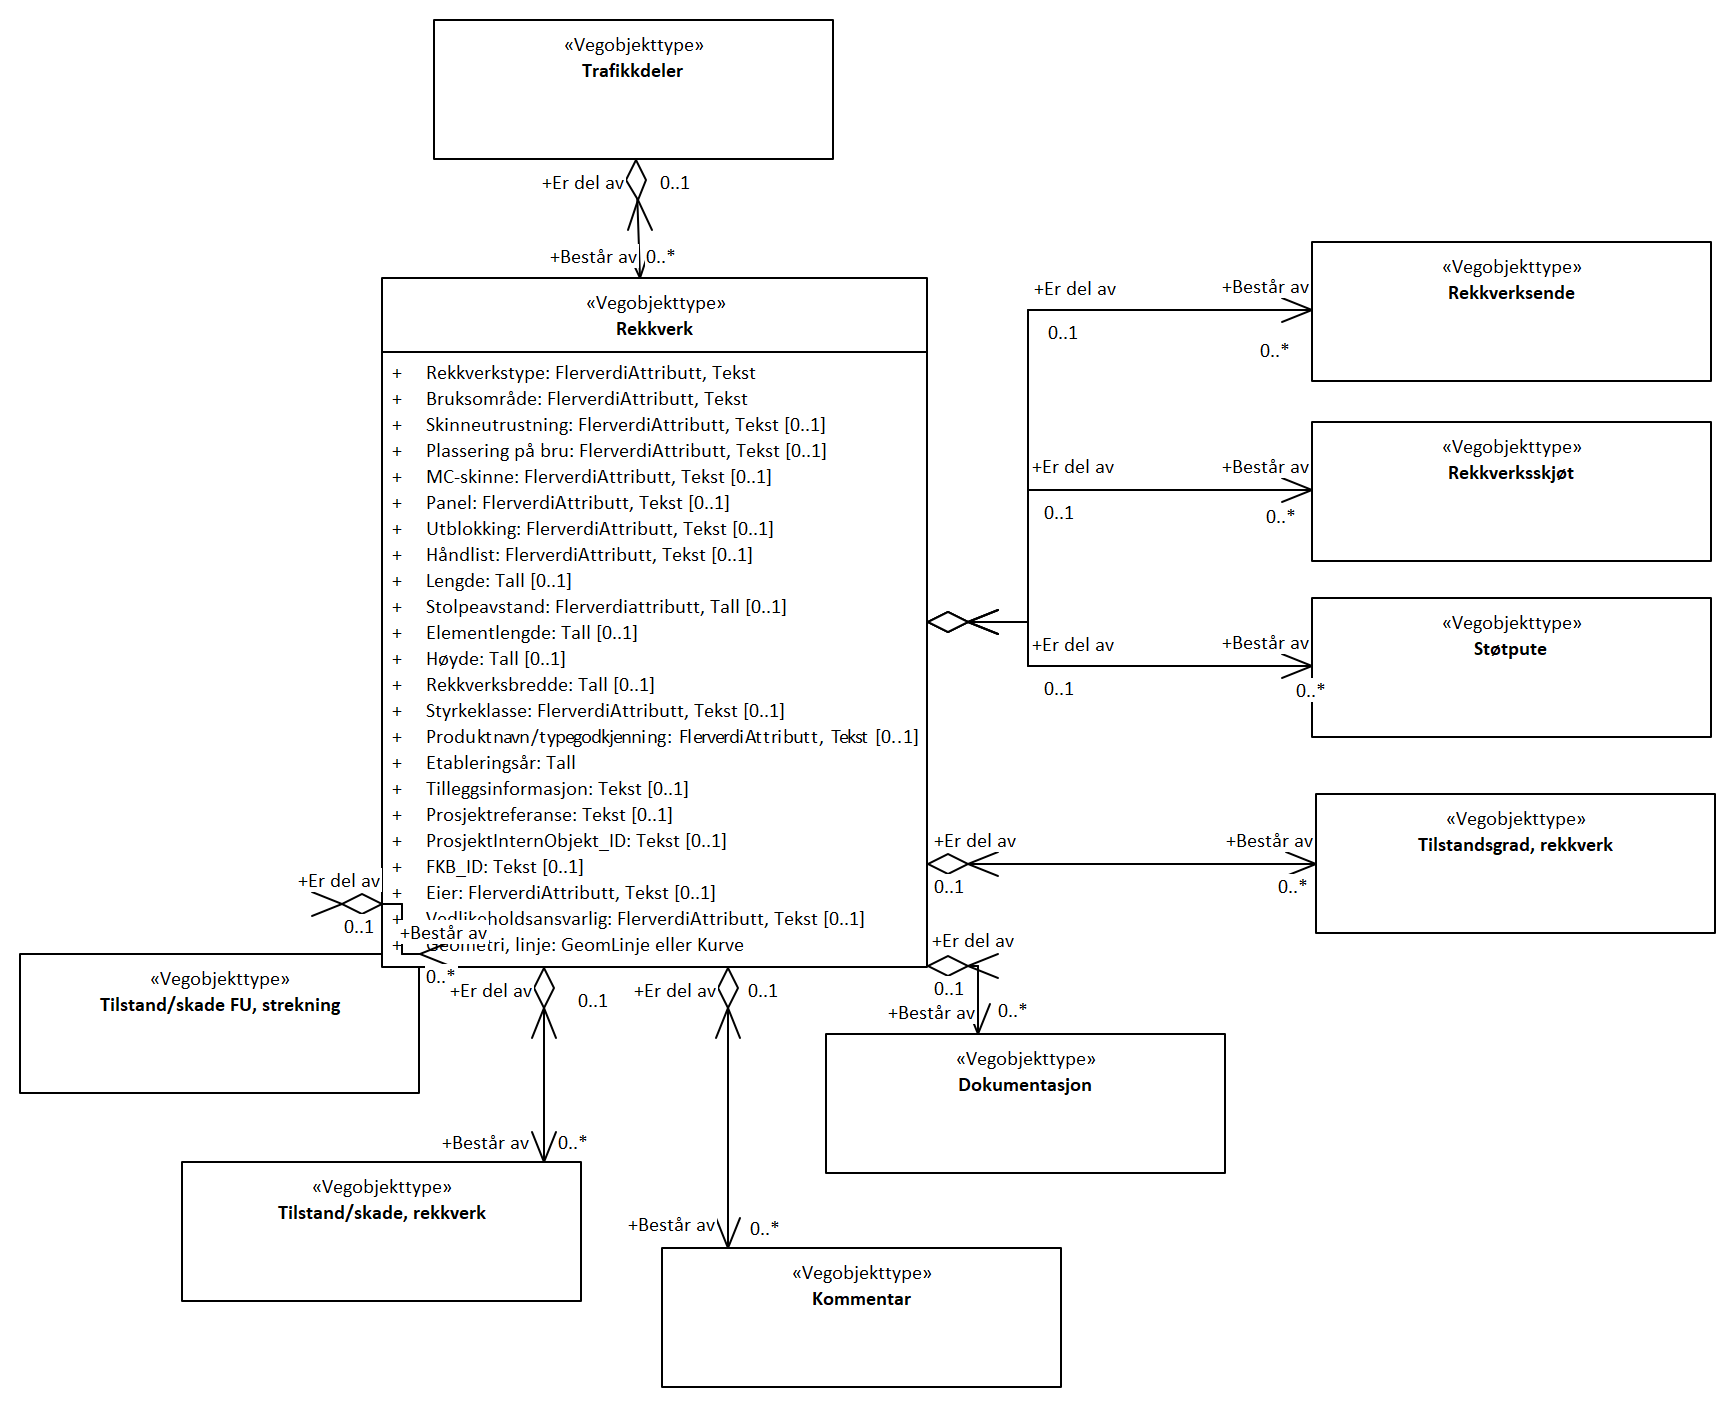 «Vegobjekttype»
Trafikkdeler
+Er del av
0..1
+Består av
0..*
«Vegobjekttype»
Rekkverk
+ Rekkverkstype: FlerverdiAttributt, Tekst
+ Bruksområde: FlerverdiAttributt, Tekst
+ Skinneutrustning: FlerverdiAttributt, Tekst [0..1]
+ Plassering på bru: FlerverdiAttributt, Tekst [0..1]
+ MC-skinne: FlerverdiAttributt, Tekst [0..1]
+ Panel: FlerverdiAttributt, Tekst [0..1]
+ Utblokking: FlerverdiAttributt, Tekst [0..1]
+ Håndlist: FlerverdiAttributt, Tekst [0..1]
+ Lengde: Tall [0..1]
+ Stolpeavstand: Flerverdiattributt, Tall [0..1]
+ Elementlengde: Tall [0..1]
+ Høyde: Tall [0..1]
+ Rekkverksbredde: Tall [0..1]
+ Styrkeklasse: FlerverdiAttributt, Tekst [0..1]
+ Produktnavn/typegodkjenning: FlerverdiAttributt, Tekst [0..1]
+ Etableringsår: Tall
+ Tilleggsinformasjon: Tekst [0..1]
+ Prosjektreferanse: Tekst [0..1]
+ ProsjektInternObjekt_ID: Tekst [0..1]
+ FKB_ID: Tekst [0..1]
+ Eier: FlerverdiAttributt, Tekst [0..1]
+ Vedlikeholdsansvarlig: FlerverdiAttributt, Tekst [0..1]
+ Geometri, linje: GeomLinje eller Kurve
+Er del av
0..1
+Består av
0..*
«Vegobjekttype»
Rekkverksende
+Er del av
0..1
+Består av
0..*
«Vegobjekttype»
Rekkverksskjøt
+Er del av
0..1
+Består av
0..*
«Vegobjekttype»
Støtpute
+Er del av
0..1
+Består av
0..*
«Vegobjekttype»
Tilstandsgrad, rekkverk
+Er del av
0..1
+Består av
0..*
«Vegobjekttype»
Tilstand/skade FU, strekning
+Er del av
0..1
+Består av
0..*
«Vegobjekttype»
Dokumentasjon
+Er del av
0..1
+Består av
0..*
«Vegobjekttype»
Tilstand/skade, rekkverk
+Er del av
0..1
+Består av
0..*
«Vegobjekttype»
Kommentar